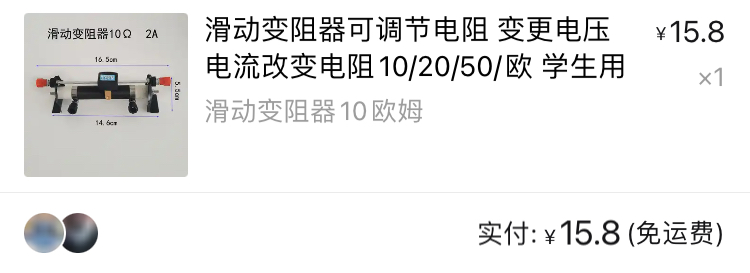 滑动变阻器10Ω 2A
16.5cm
5.5cm
14.6cm
滑动变阻器可调节电阻 变更电压
电流改变电阻10/20/50/欧 学生用
滑动变阻器10欧姆
¥15.8
×1
实付: ¥15.8 (免运费)